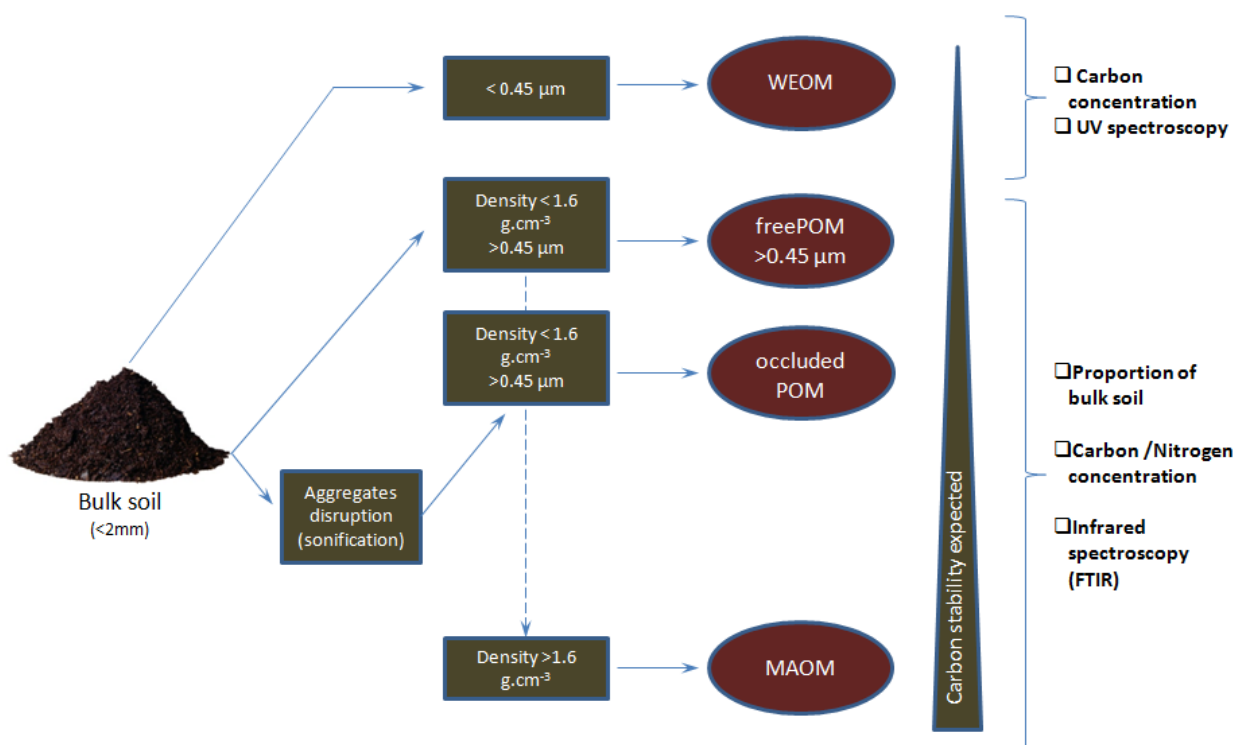 < 0.45 µm
WEOM
❑ Carbon
concentration
❑ UV spectroscopy
Density < 1.6
g.cm⁻³
>0.45 µm
freePOM
>0.45 µm
Density < 1.6
g.cm⁻³
>0.45 µm
occluded
POM
Bulk soil
(<2mm)
Aggregates
disruption
(sonification)
Density >1.6
g.cm⁻³
MAOM
Carbon stability expected
❑Proportion of
bulk soil
❑Carbon /Nitrogen
concentration
❑Infrared
spectroscopy
(FTIR)